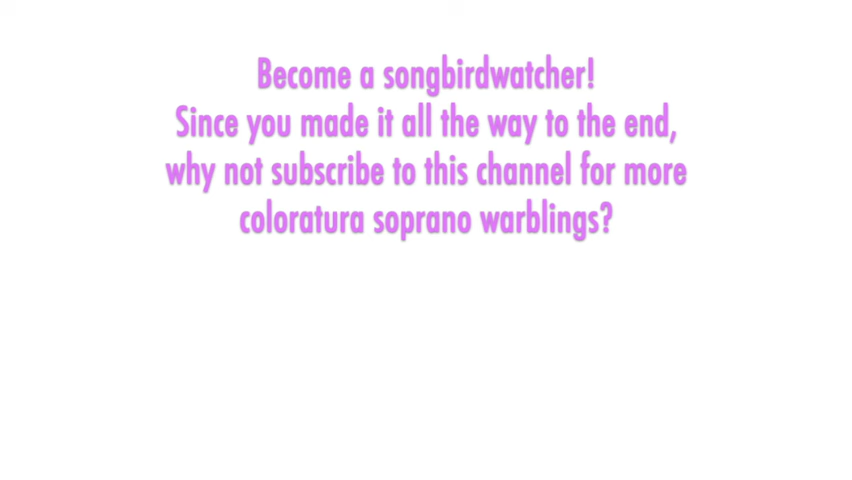 Become a songbirdwatcher!
Since you made it all the way to the end,
why not subscribe to this channel for more
coloratura soprano warblings?